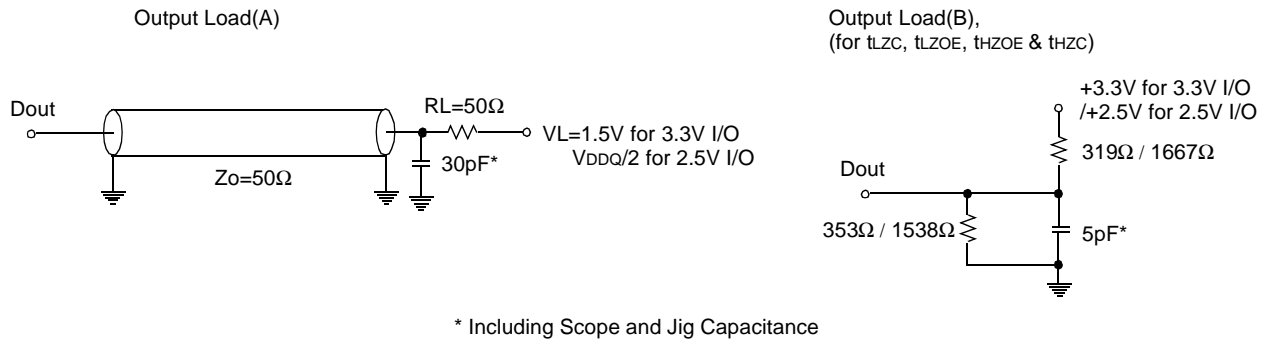 Output Load(A)
Dout
Zo=50Ω
RL=50Ω
30pF*
VL=1.5V for 3.3V I/O
VDDQ/2 for 2.5V I/O
Output Load(B),
(for tLZC, tLZOE, tHZOE & tHZC)
+3.3V for 3.3V I/O
/+2.5V for 2.5V I/O
319Ω / 1667Ω
Dout
353Ω / 1538Ω
5pF*
* Including Scope and Jig Capacitance